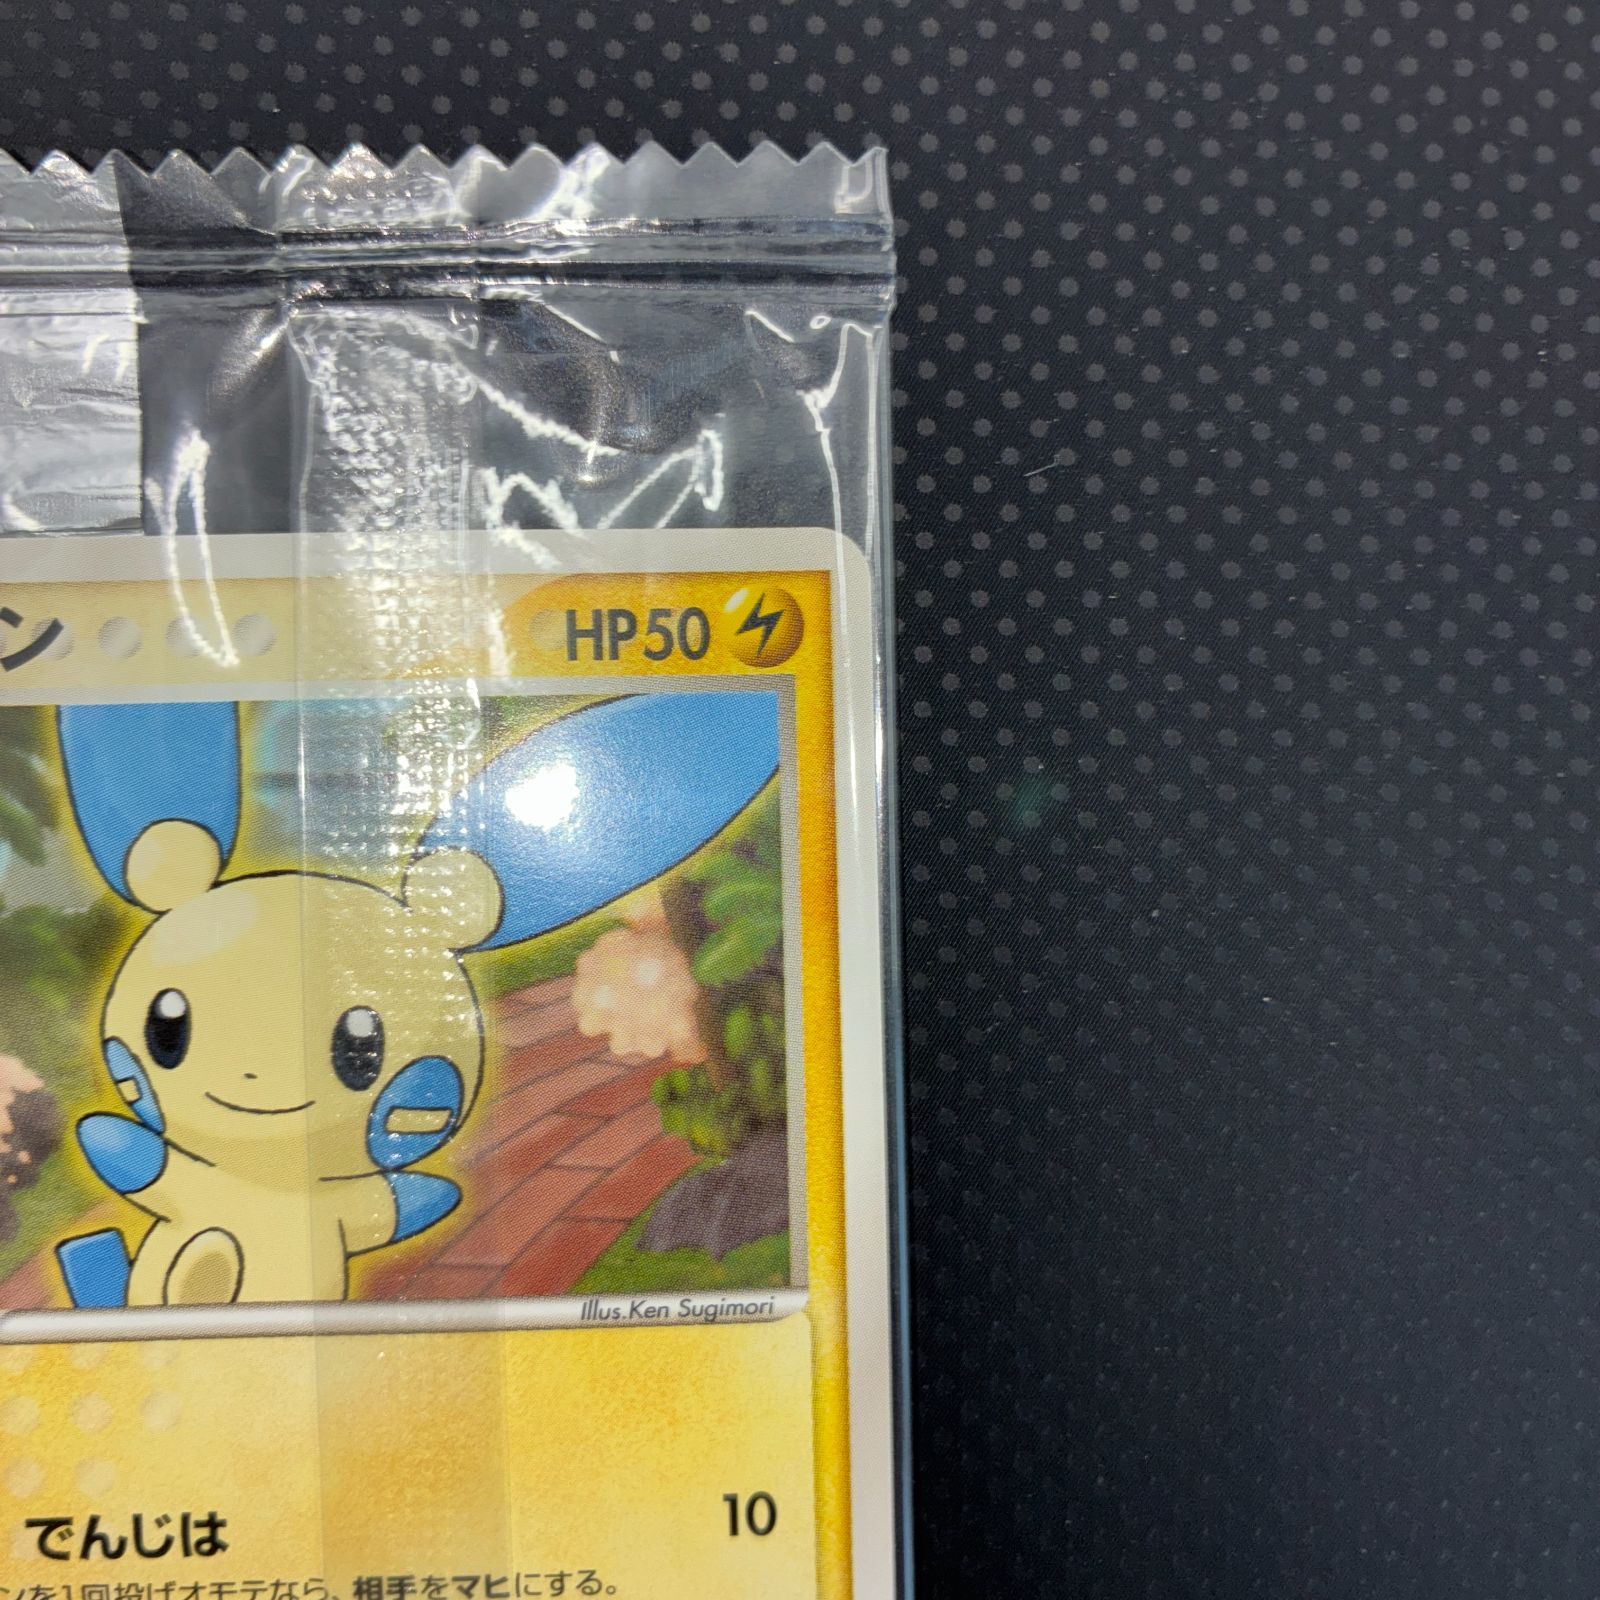 ン HP50
Illus.Ken Sugimori
でんじは 10
ンを1回投げオモテなら、相手をマヒにする。